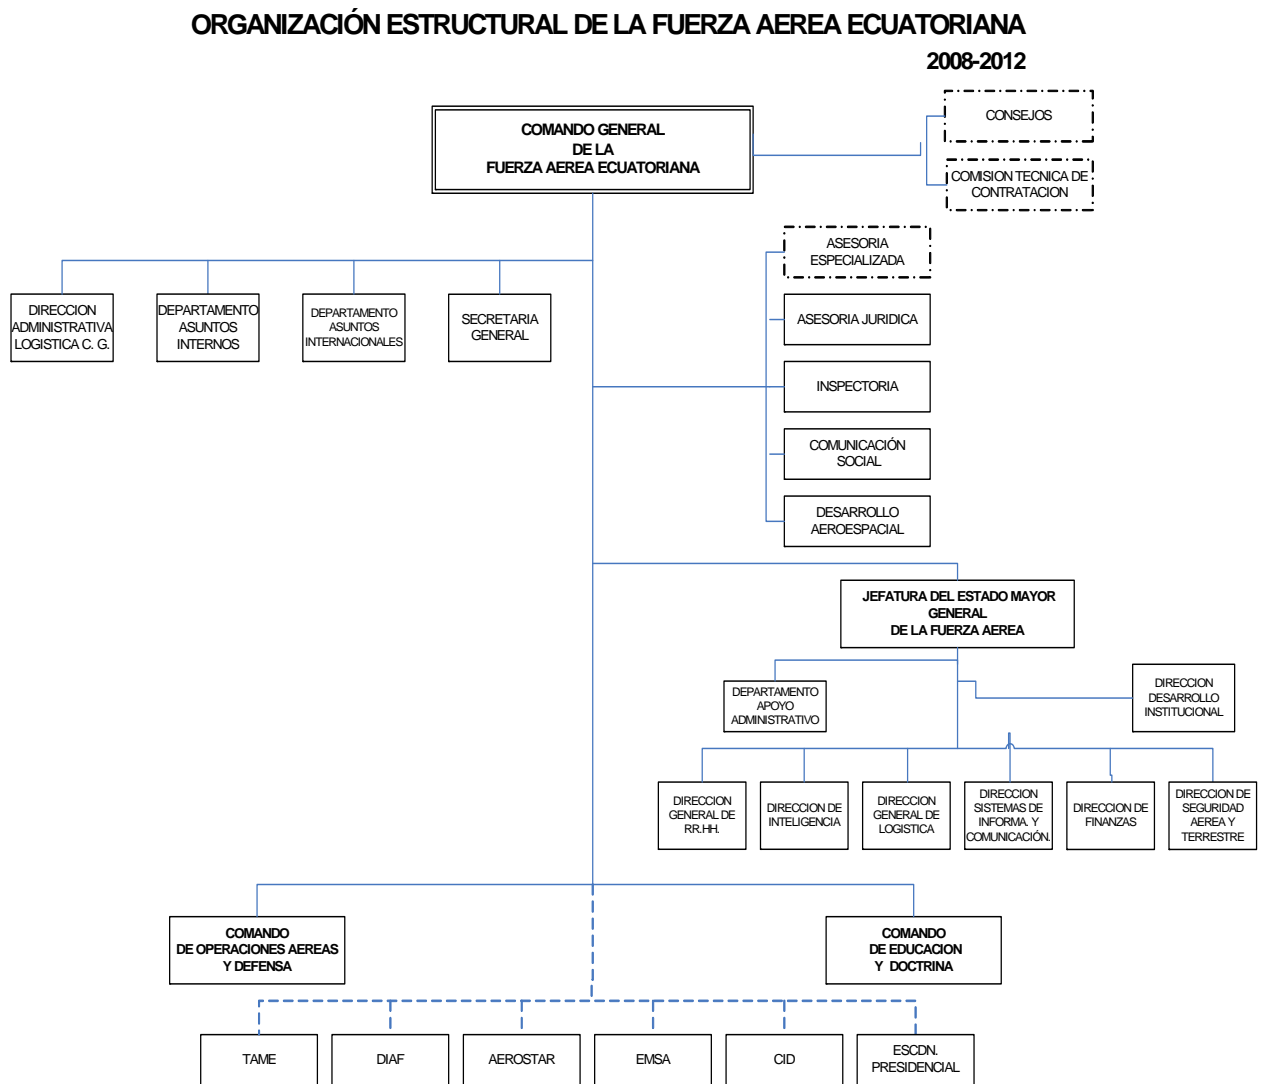 ORGANIZACIÓN ESTRUCTURAL DE LA FUERZA AEREA ECUATORIANA
2008-2012
COMANDO GENERAL
DE LA
FUERZA AEREA ECUATORIANA
CONSEJOS
COMISION TECNICA DE
CONTRATACION
ASESORIA
ESPECIALIZADA
DIRECCION
ADMINISTRATIVA
LOGISTICA C. G.
DEPARTAMENTO
ASUNTOS
INTERNOS
DEPARTAMENTO
ASUNTOS
INTERNACIONALES
SECRETARIA
GENERAL
ASESORIA JURIDICA
INSPECTORIA
COMUNICACIÓN
SOCIAL
DESARROLLO
AEROESPACIAL
JEFATURA DEL ESTADO MAYOR
GENERAL
DE LA FUERZA AEREA
DEPARTAMENTO
APOYO
ADMINISTRATIVO
DIRECCION
DESARROLLO
INSTITUCIONAL
DIRECCION
GENERAL DE
RR.HH.
DIRECCION DE
INTELIGENCIA
DIRECCION
GENERAL DE
LOGISTICA
DIRECCION
SISTEMAS DE
INFORMA. Y
COMUNICACIÓN.
DIRECCION DE
FINANZAS
DIRECCION DE
SEGURIDAD
AEREA Y
TERRESTRE
COMANDO
DE OPERACIONES AEREAS
Y DEFENSA
COMANDO
DE EDUCACION
Y DOCTRINA
TAME
DIAF
AEROSTAR
EMSA
CID
ESCDN.
PRESIDENCIAL